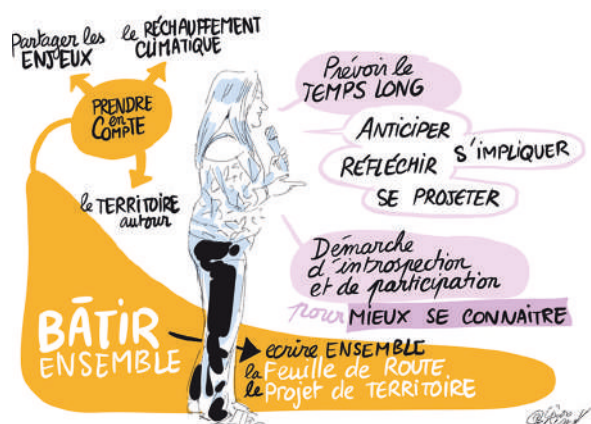 Partager les
ENJEUX
le RÉCHAUFFEMENT
CLIMATIQUE
PRENDRE
en
COMPTE
le TERRITOIRE
autour
Prévoir le
TEMPS LONG
ANTICIPER
RÉFLÉCHIR
S'IMPLIQUER
SE PROJETER
Démarche
d'introspection
et de participation
pour MIEUX SE CONNAÎTRE
BÂTIR
ENSEMBLE
écrire ENSEMBLE
la Feuille de ROUTE
le Projet de TERRITOIRE